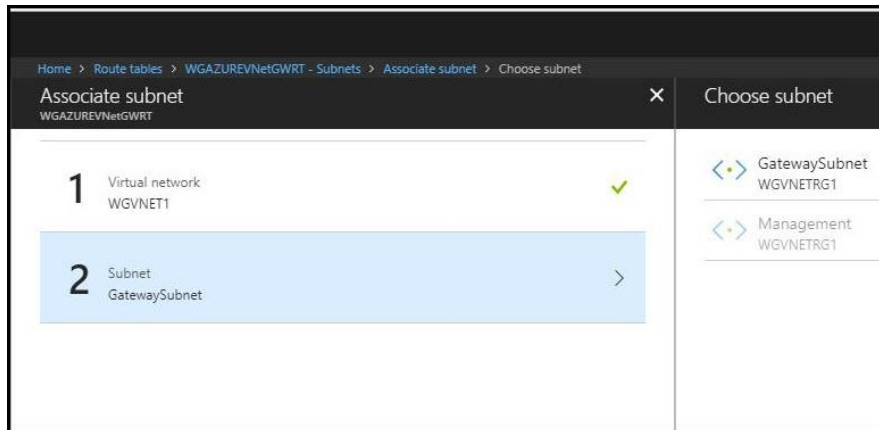 Home > Route tables > WGAZUREVNetGWRT - Subnets > Associate subnet > Choose subnet
Associate subnet
WGAZUREVNetGWRT
1
Virtual network
WGVNET1
2
Subnet
GatewaySubnet
Choose subnet
GatewaySubnet
WGVNETRG1
Management
WGVNETRG1